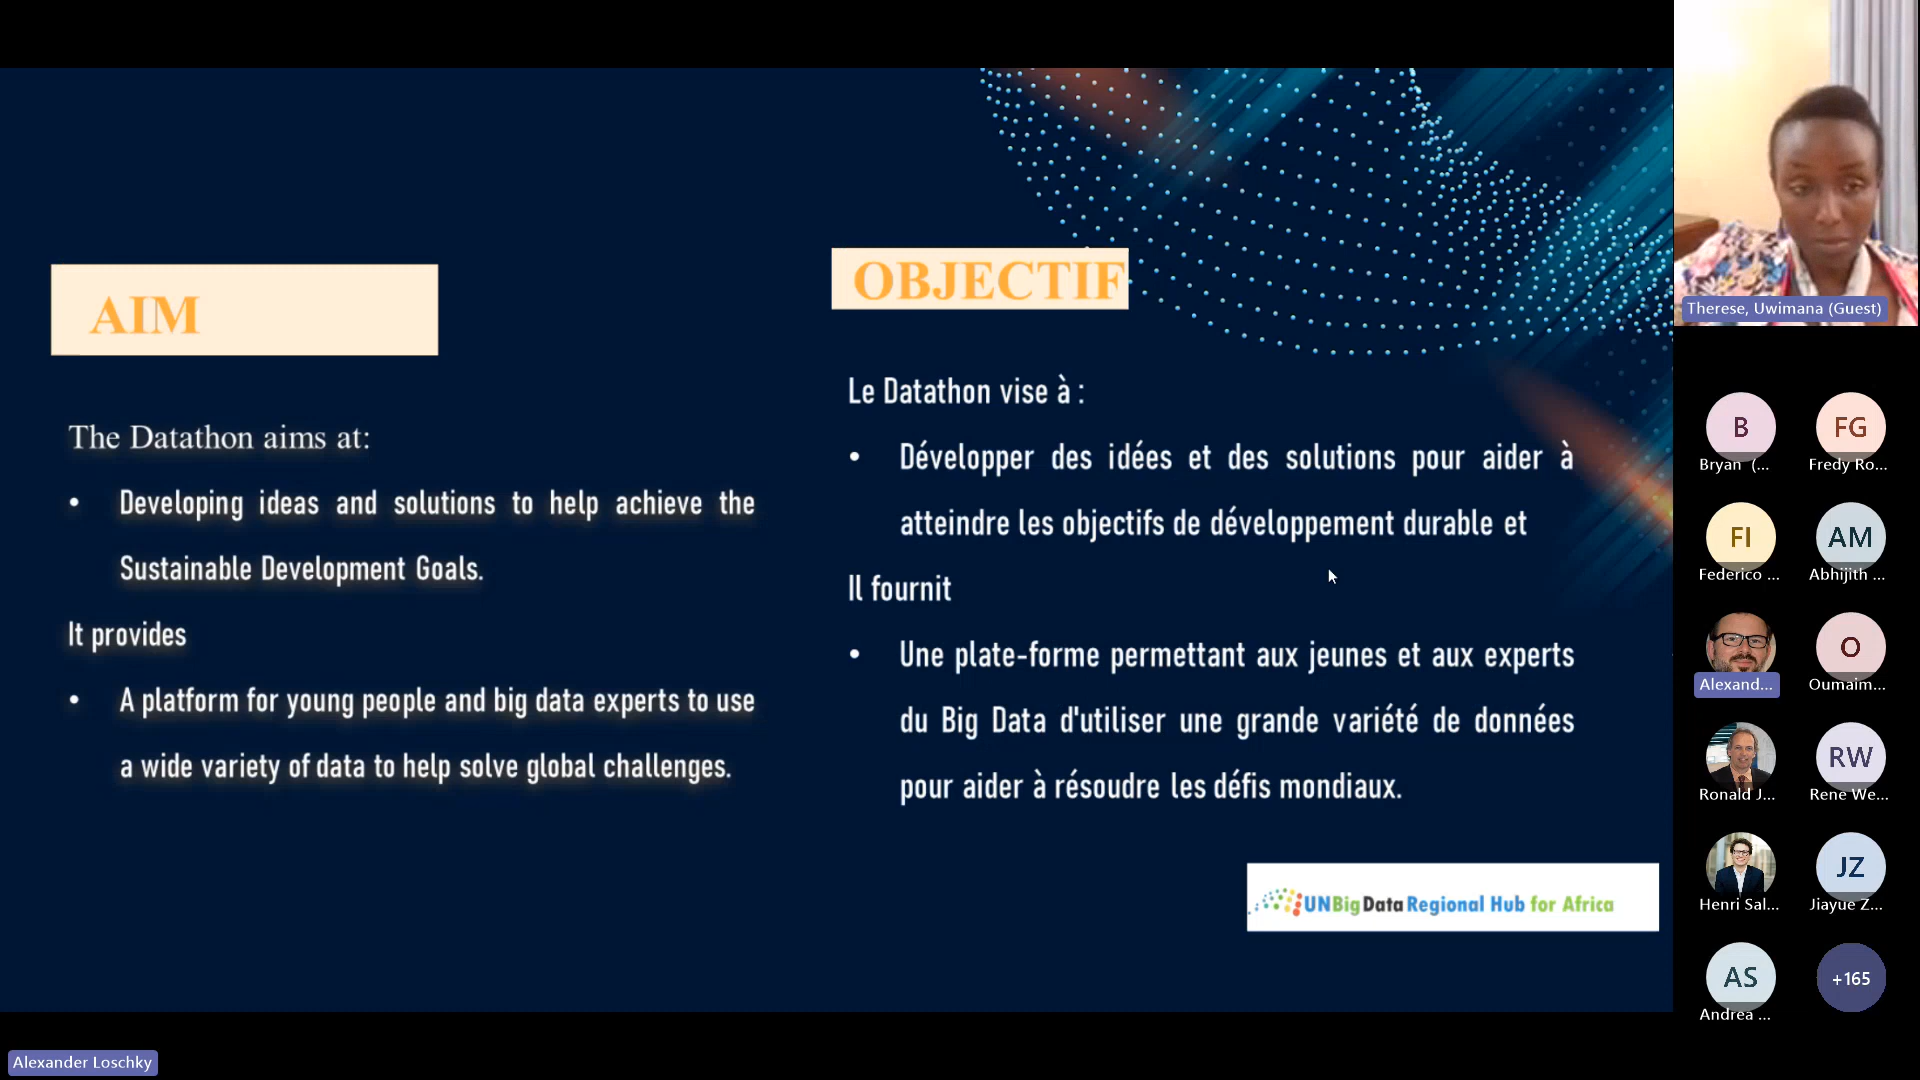 AIM
The Datathon aims at:
• Developing ideas and solutions to help achieve the
Sustainable Development Goals.
It provides
• A platform for young people and big data experts to use
a wide variety of data to help solve global challenges.
OBJECTIF
Le Datathon vise à :
• Développer des idées et des solutions pour aider à
atteindre les objectifs de développement durable et
Il fournit
• Une plate-forme permettant aux jeunes et aux experts
du Big Data d'utiliser une grande variété de données
pour aider à résoudre les défis mondiaux.
UNBigData Regional Hub for Africa
Therese, Uwimana (Guest)
B
Bryan (...
FG
Fredy Ro...
FI
Federico ...
AM
Abhijith ...
Alexand...
O
Oumaim...
Ronald J...
RW
Rene We...
Henri Sal...
JZ
Jiayue Z...
AS
Andrea ...
+165
Alexander Loschky